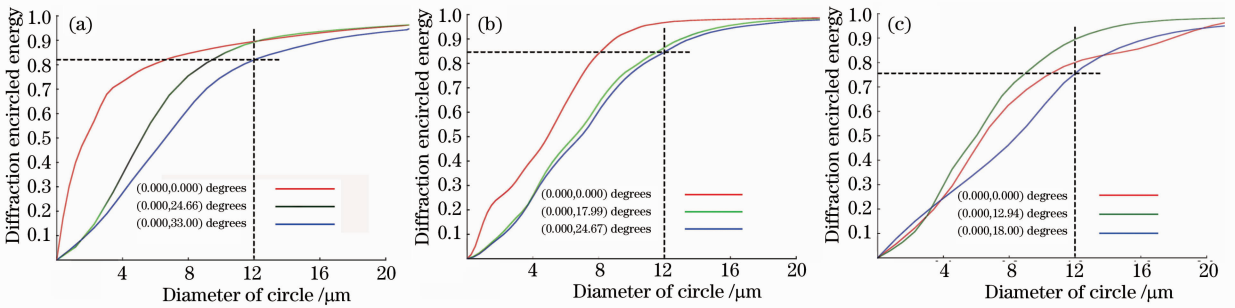 (a)
Diffraction encircled energy
1.0
0.9
0.8
0.7
0.6
0.5
0.4
0.3
0.2
0.1
(0.000,0.000) degrees
(0.000,24.66) degrees
(0.000,33.00) degrees
4 8 12 16 20
Diameter of circle /μm
(b)
Diffraction encircled energy
1.0
0.9
0.8
0.7
0.6
0.5
0.4
0.3
0.2
0.1
(0.000,0.000) degrees
(0.000,17.99) degrees
(0.000,24.67) degrees
4 8 12 16 20
Diameter of circle /μm
(c)
Diffraction encircled energy
1.0
0.9
0.8
0.7
0.6
0.5
0.4
0.3
0.2
0.1
(0.000,0.000) degrees
(0.000,12.94) degrees
(0.000,18.00) degrees
4 8 12 16 20
Diameter of circle /μm